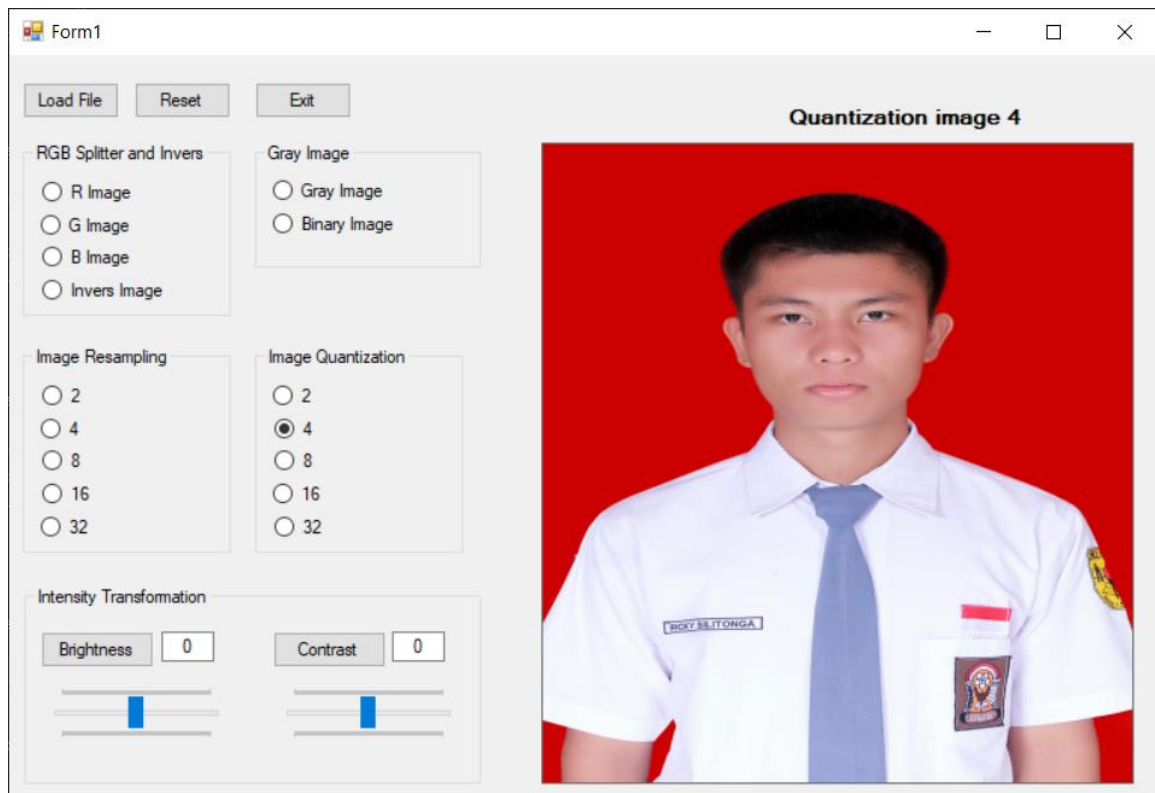 Form1
Load File Reset Exit
Quantization image 4
RGB Splitter and Invers
R Image
G Image
B Image
Invers Image
Gray Image
Gray Image
Binary Image
Image Resampling
2
4
8
16
32
Image Quantization
2
4
8
16
32
Intensity Transformation
Brightness 0
Contrast 0
RICKY SILITONGA